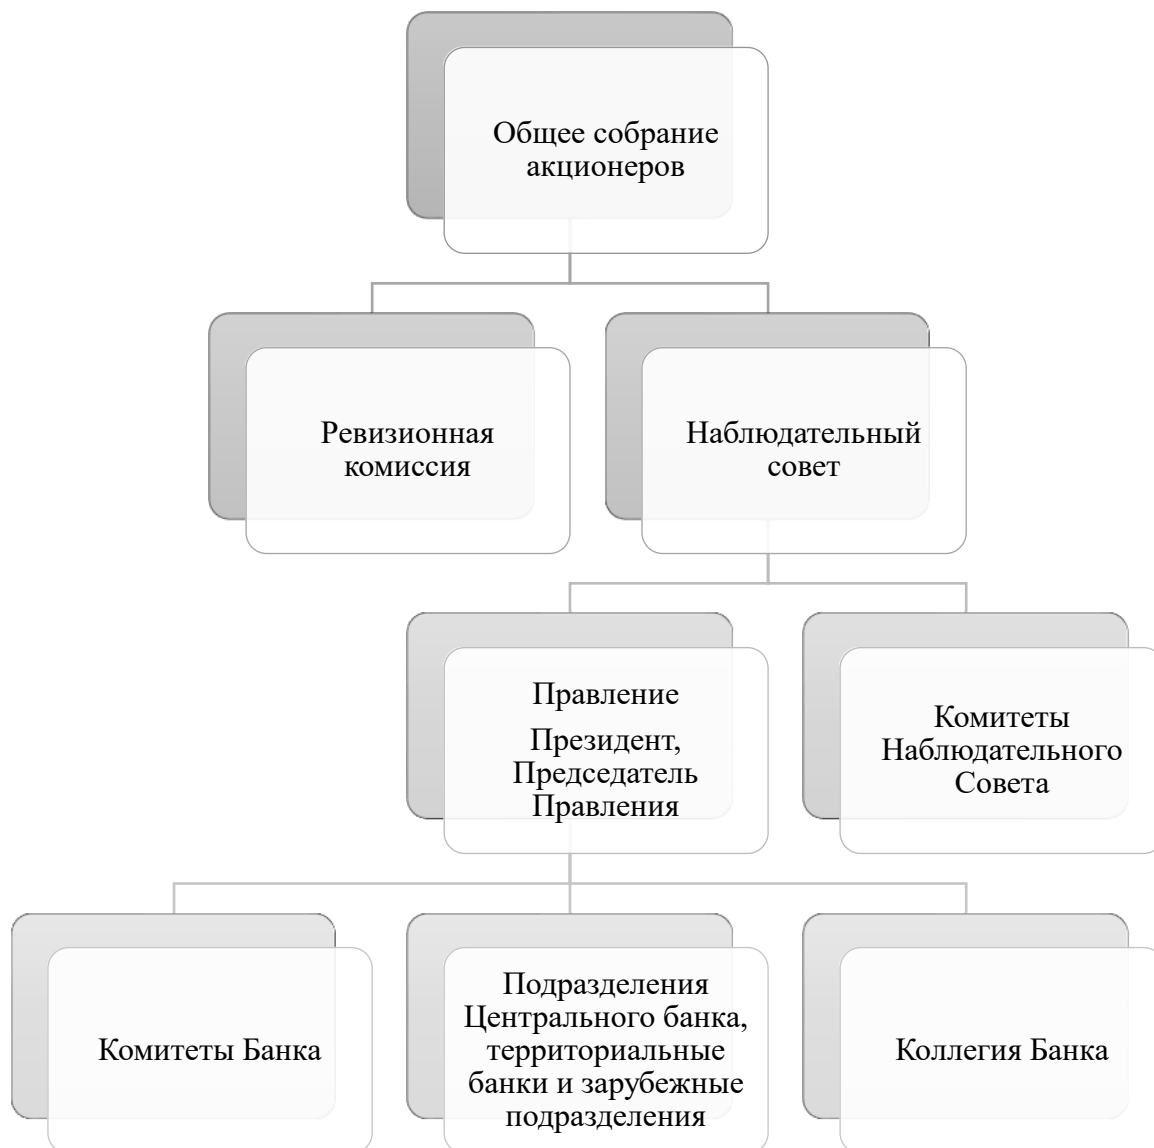 Общее собрание
акционеров
Ревизионная
комиссия
Наблюдательный
совет
Правление
Президент,
Председатель
Правления
Комитеты
Наблюдательного
Совета
Комитеты Банка
Подразделения
Центрального банка,
территориальные
банки и зарубежные
подразделения
Коллегия Банка